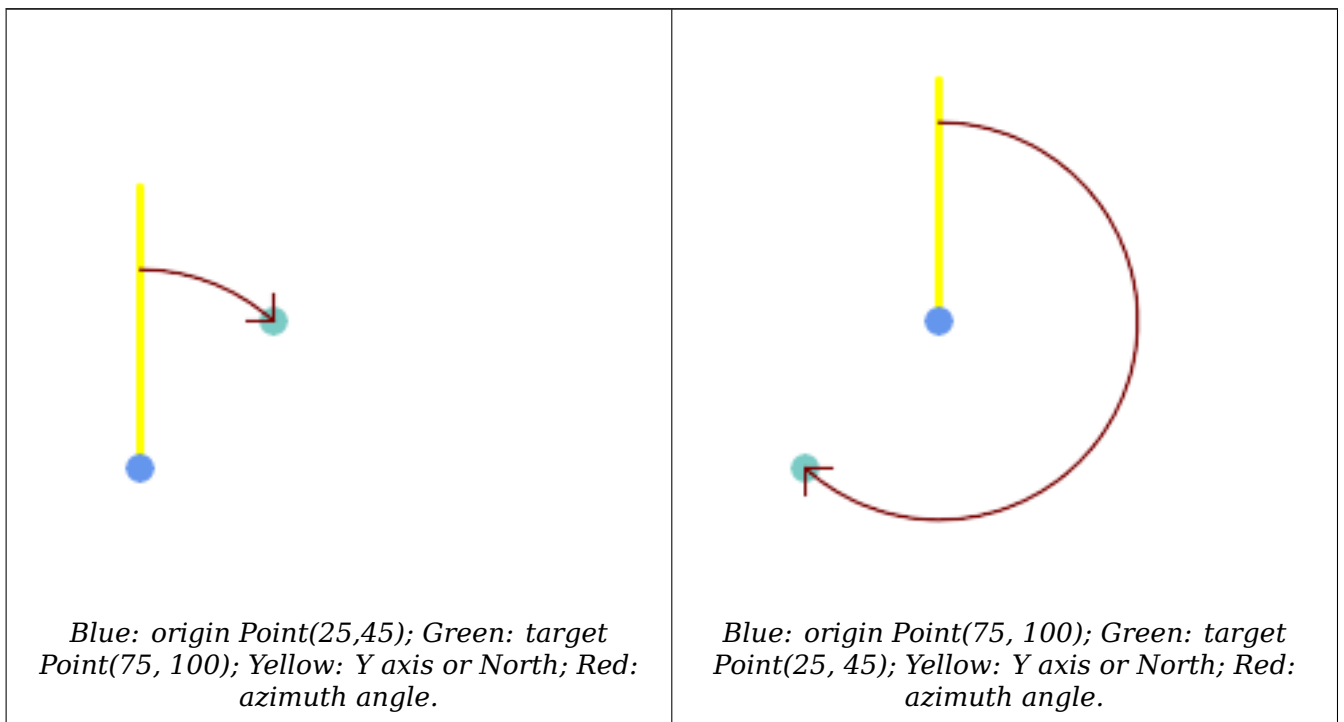 Blue: origin Point(25,45); Green: target
Point(75, 100); Yellow: Y axis or North; Red:
azimuth angle.
Blue: origin Point(75, 100); Green: target
Point(25, 45); Yellow: Y axis or North; Red:
azimuth angle.